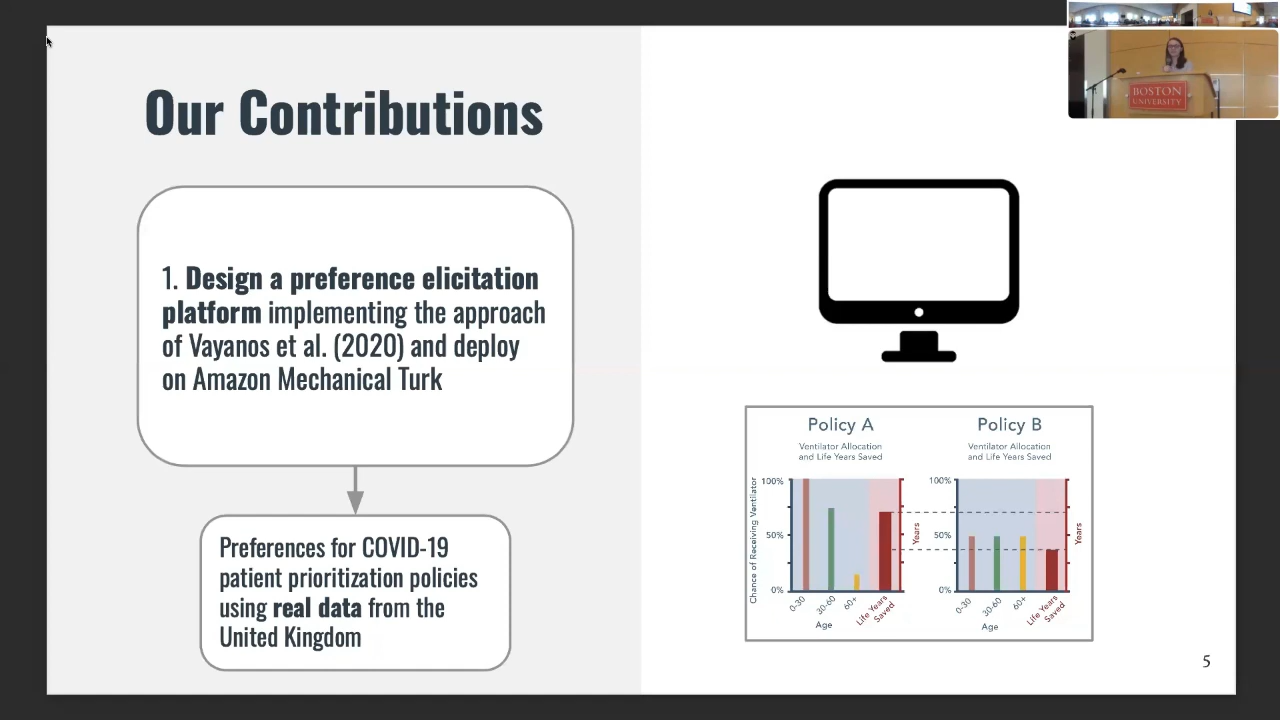 Our Contributions
1. Design a preference elicitation
platform implementing the approach
of Vayanos et al. (2020) and deploy
on Amazon Mechanical Turk
Preferences for COVID-19
patient prioritization policies
using real data from the
United Kingdom
BOSTON
UNIVERSITY
Policy A
Ventilator Allocation
and Life Years Saved
Chance of Receiving Ventilator
100%
50%
0%
0-30
30-60
60+
Life Years
Saved
Age
Years
Policy B
Ventilator Allocation
and Life Years Saved
100%
50%
0%
0-30
30-60
60+
Life Years
Saved
Age
Years
5